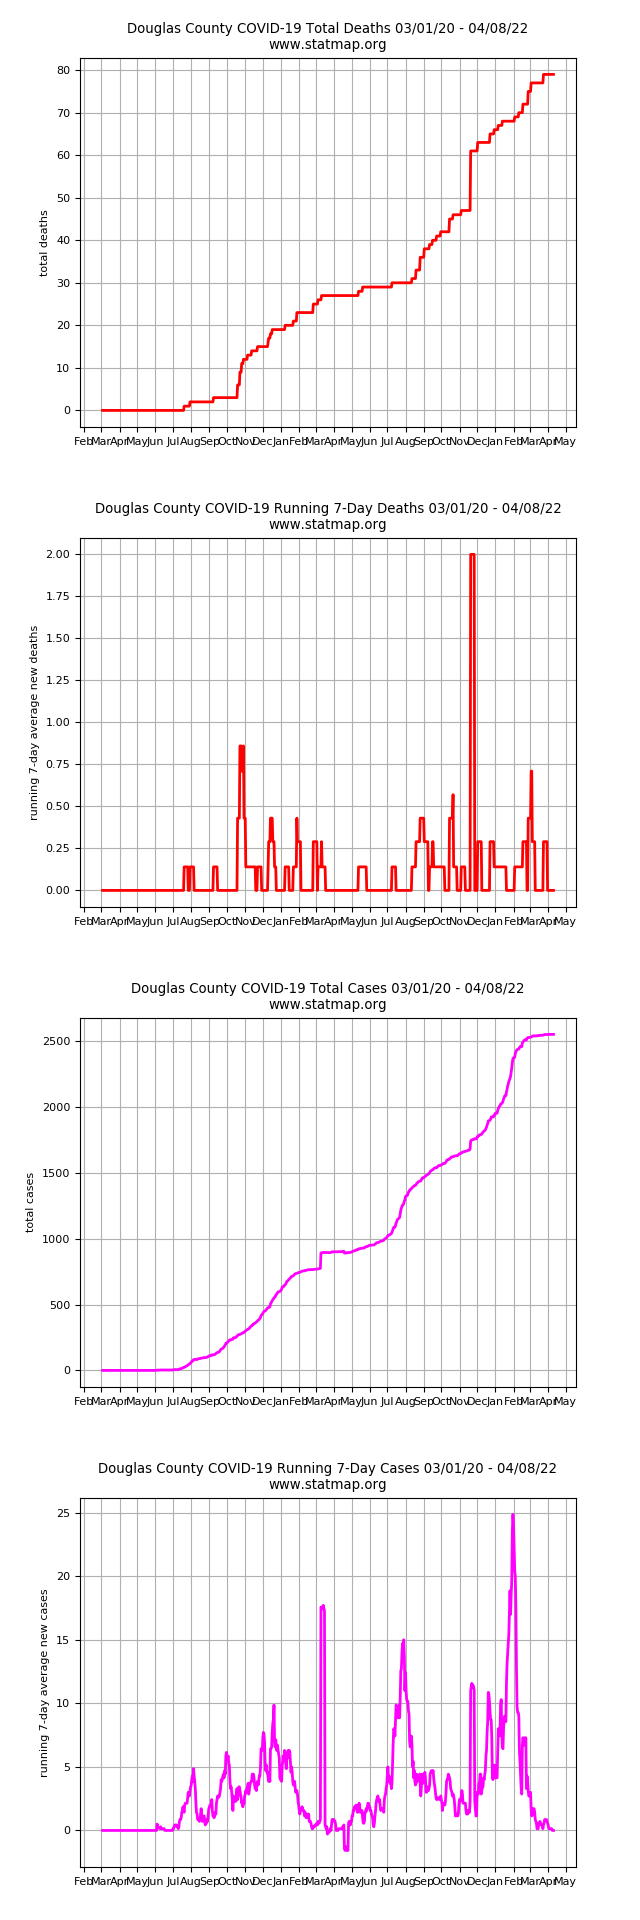 Douglas County COVID-19 Total Deaths 03/01/20 - 04/08/22
www.statmap.org
80
70
60
50
40
30
20
10
0
total deaths
Feb Mar Apr May Jun Jul Aug Sep Oct Nov Dec Jan Feb Mar Apr May Jun Jul Aug Sep Oct Nov Dec Jan Feb Mar Apr May
Douglas County COVID-19 Running 7-Day Deaths 03/01/20 - 04/08/22
www.statmap.org
2.00
1.75
1.50
1.25
1.00
0.75
0.50
0.25
0.00
running 7-day average new deaths
Feb Mar Apr May Jun Jul Aug Sep Oct Nov Dec Jan Feb Mar Apr May Jun Jul Aug Sep Oct Nov Dec Jan Feb Mar Apr May
Douglas County COVID-19 Total Cases 03/01/20 - 04/08/22
www.statmap.org
2500
2000
1500
1000
500
0
total cases
Feb Mar Apr May Jun Jul Aug Sep Oct Nov Dec Jan Feb Mar Apr May Jun Jul Aug Sep Oct Nov Dec Jan Feb Mar Apr May
Douglas County COVID-19 Running 7-Day Cases 03/01/20 - 04/08/22
www.statmap.org
25
20
15
10
5
0
running 7-day average new cases
Feb Mar Apr May Jun Jul Aug Sep Oct Nov Dec Jan Feb Mar Apr May Jun Jul Aug Sep Oct Nov Dec Jan Feb Mar Apr May